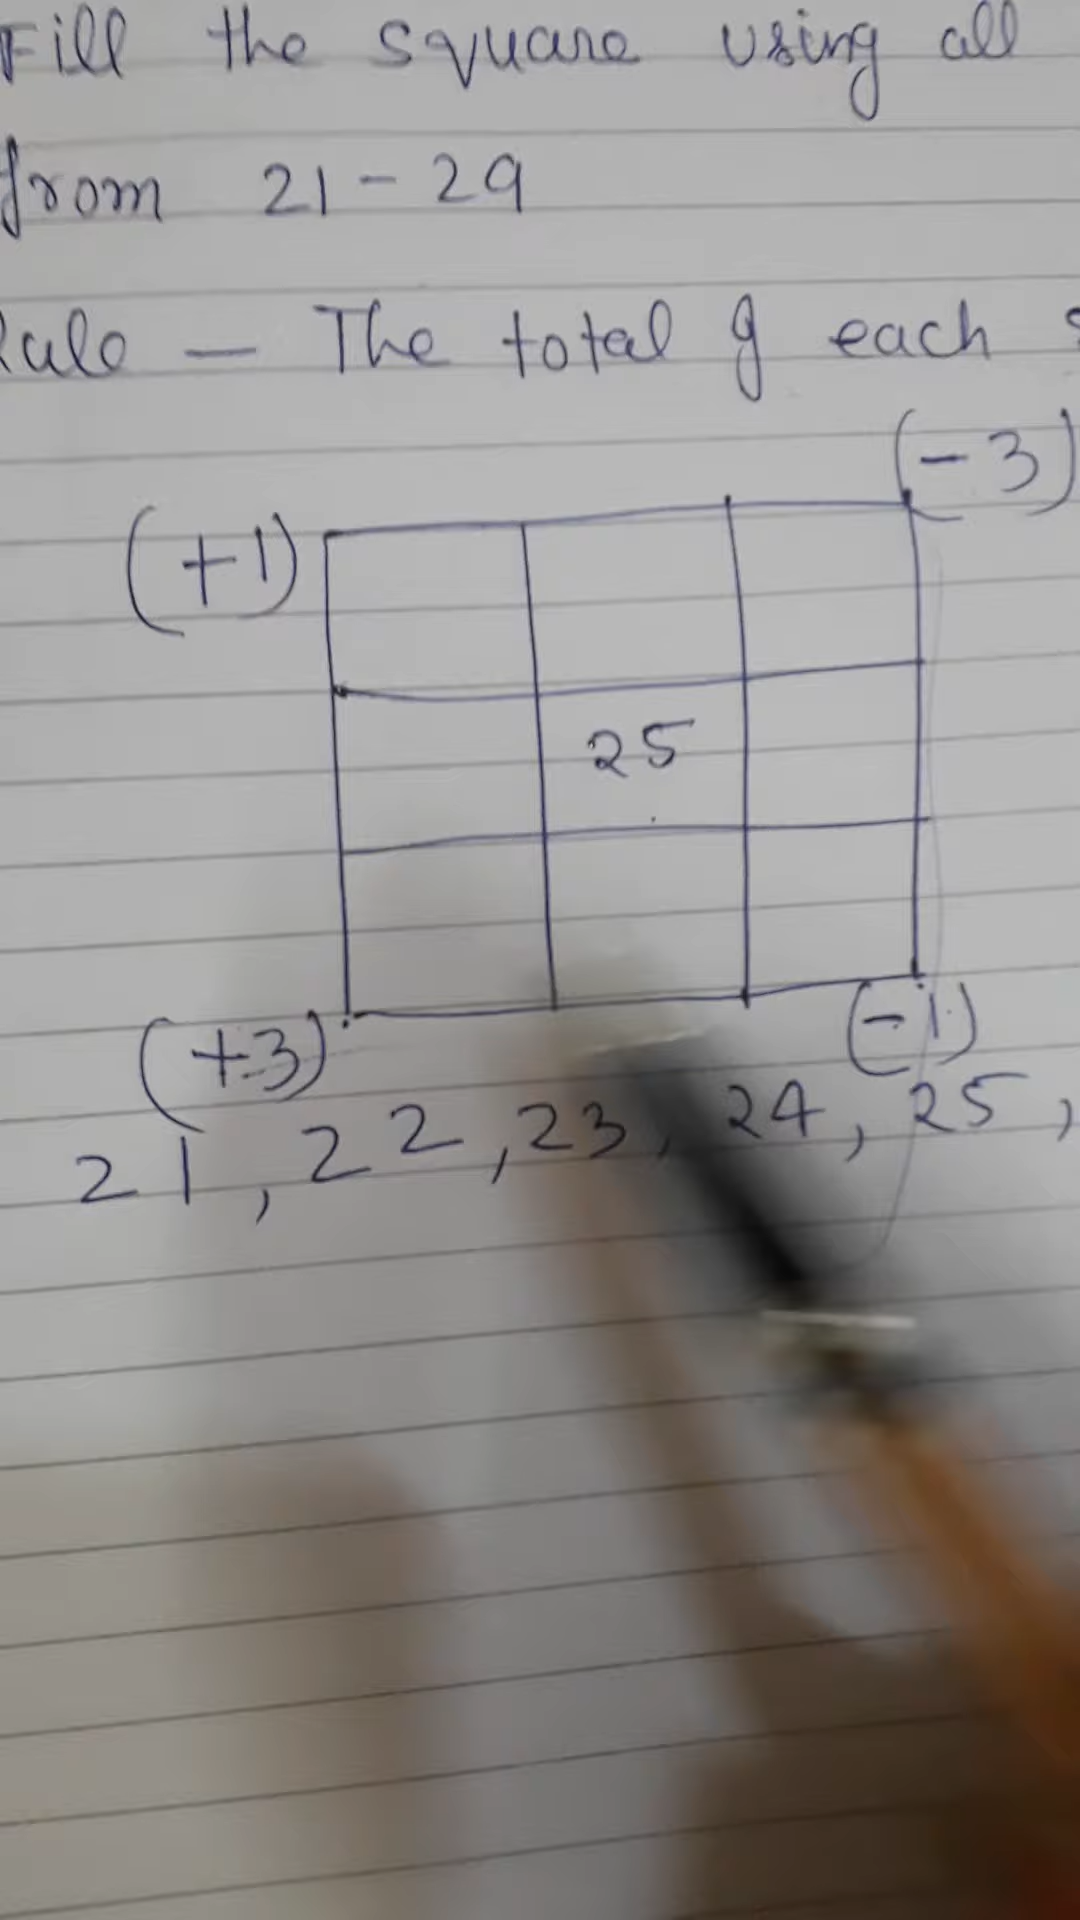 Fill the square using all
from 21 - 29
Rule — The total of each
(-3)
(+1)
25
(+3) (-1)
21, 22, 23, 24, 25,